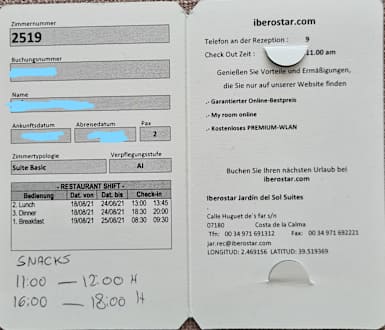 Zimmernummer
2519
Buchungsnummer
Name
Ankunftsdatum Abreisedatum Pax
2
Zimmertypologie Verpflegungsstufe
Suite Basic AI
- RESTAURANT SHIFT -
Bedienung Dat. von Dat. bis Check-in
2. Lunch 18/08/21 24/08/21 13:00 13:45
3. Dinner 18/08/21 24/08/21 20:30 21:30
1. Breakfast 19/08/21 25/08/21 08:30 09:30
SNACKS
11:00 — 12:00 H
16:00 — 18:00 H
iberostar.com
Telefon an der Rezeption : 9
Check Out Zeit : 11.00 am
Genießen Sie Vorteile und Ermäßigungen,
die Sie nur auf unserer Website finden
.- Garantierter Online-Bestpreis
.- My room online
.- Kostenloses PREMIUM-WLAN
Buchen Sie Ihren nächsten Urlaub bei
iberostar.com
Iberostar Jardín del Sol Suites
Calle Huguet de's far s/n
07180 Costa de la Calma
Tfn: 00 34 971 691312 Fax: 00 34 971 692221
jar.rec@iberostar.com
LONGITUD: 2.469156 LATITUD: 39.519369